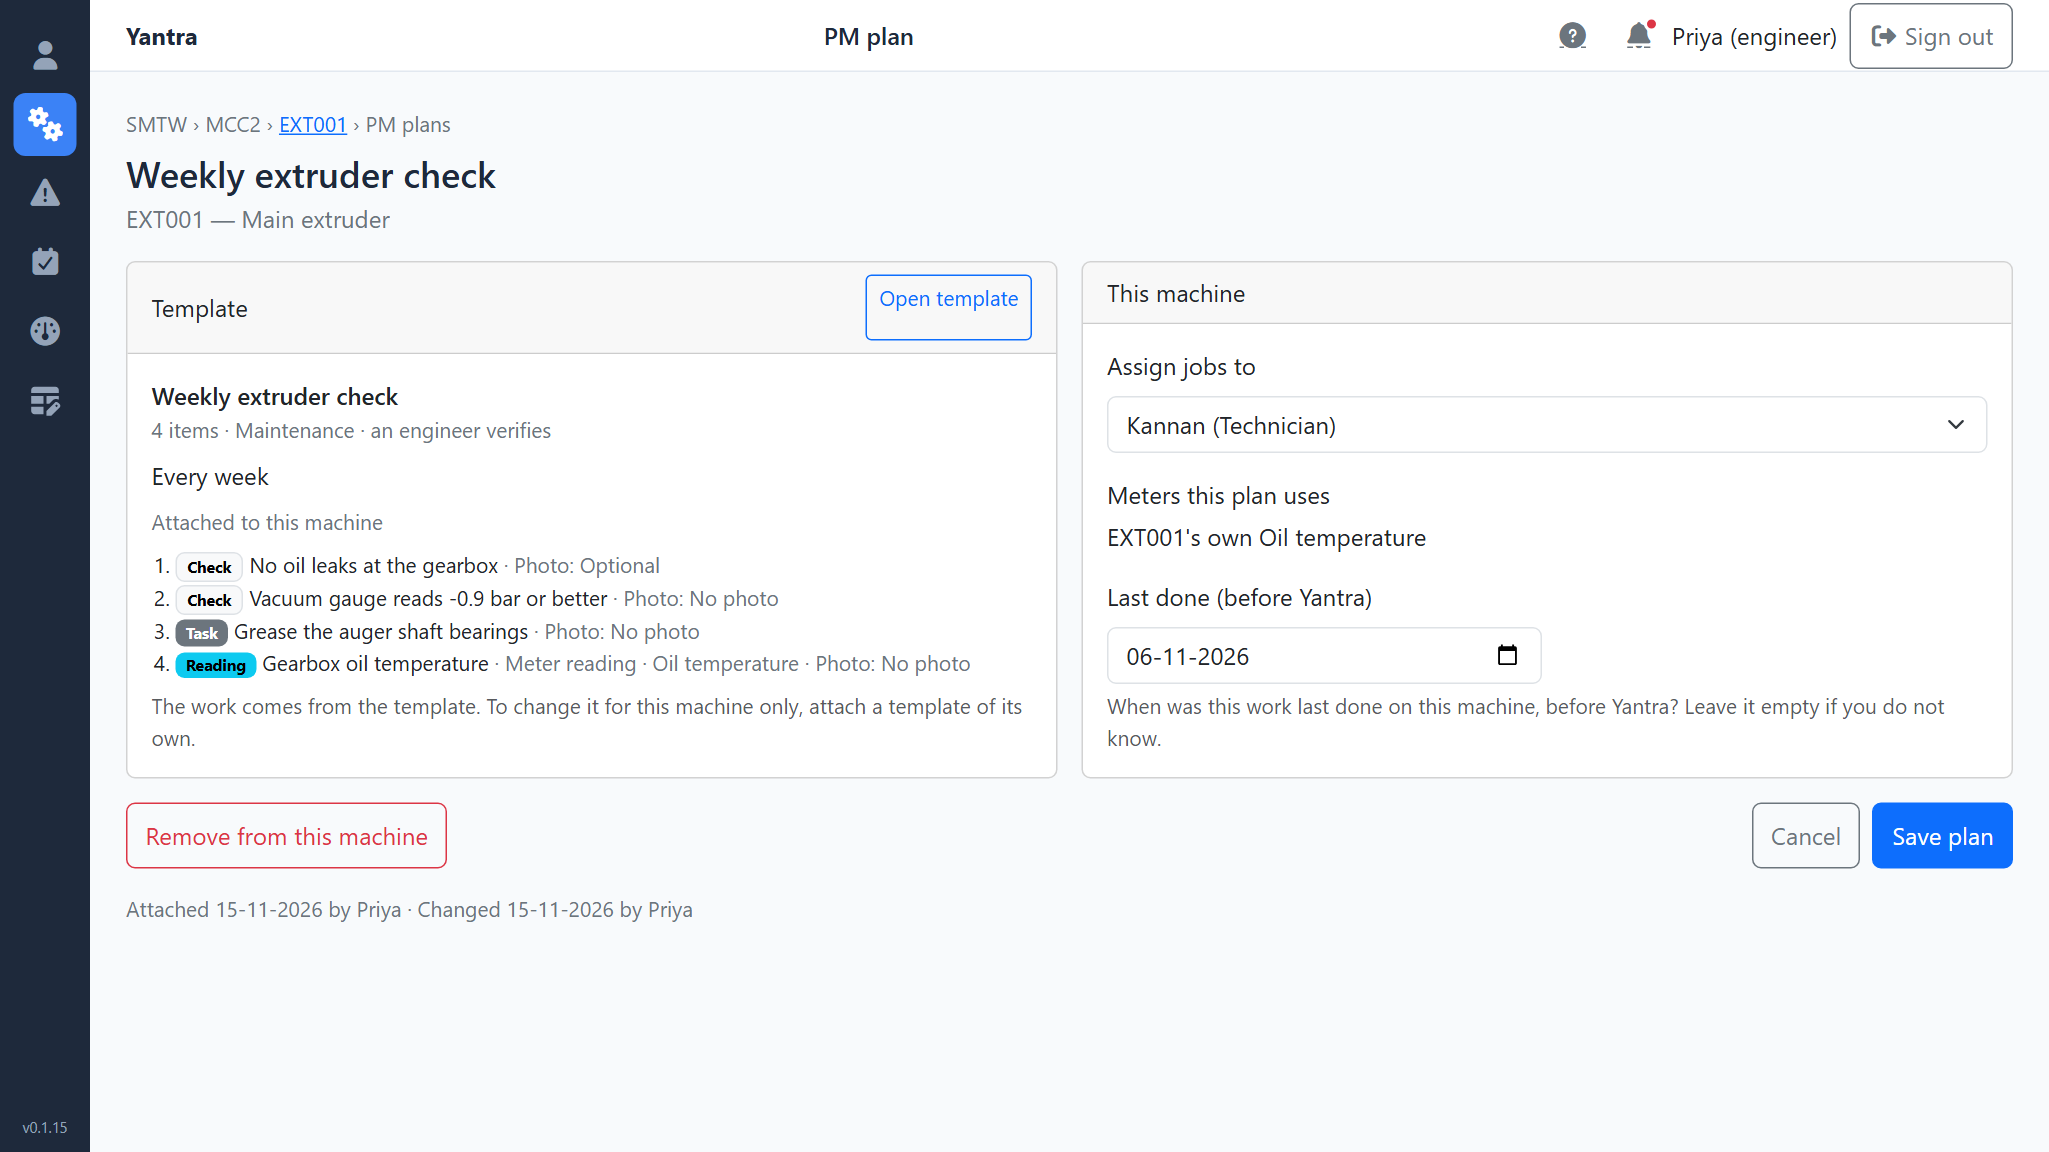 Yantra
PM plan
Priya (engineer)
Sign out
SMTW › MCC2 › EXT001 › PM plans
Weekly extruder check
EXT001 — Main extruder
Template
Open template
Weekly extruder check
4 items · Maintenance · an engineer verifies
Every week
Attached to this machine
1. Check No oil leaks at the gearbox · Photo: Optional
2. Check Vacuum gauge reads -0.9 bar or better · Photo: No photo
3. Task Grease the auger shaft bearings · Photo: No photo
4. Reading Gearbox oil temperature · Meter reading · Oil temperature · Photo: No photo
The work comes from the template. To change it for this machine only, attach a template of its
own.
This machine
Assign jobs to
Kannan (Technician)
Meters this plan uses
EXT001's own Oil temperature
Last done (before Yantra)
06-11-2026
When was this work last done on this machine, before Yantra? Leave it empty if you do not
know.
Remove from this machine
Cancel
Save plan
Attached 15-11-2026 by Priya · Changed 15-11-2026 by Priya
v0.1.15